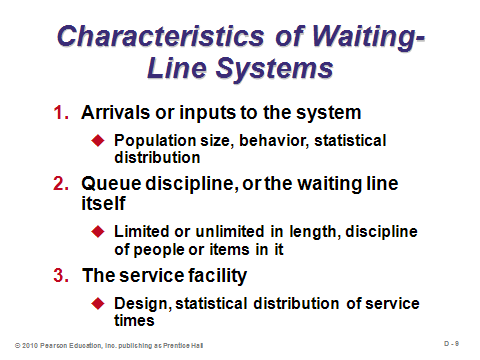 Characteristics of Waiting-
Line Systems
1. Arrivals or inputs to the system
◆ Population size, behavior, statistical
distribution
2. Queue discipline, or the waiting line
itself
◆ Limited or unlimited in length, discipline
of people or items in it
3. The service facility
◆ Design, statistical distribution of service
times
© 2010 Pearson Education, Inc. publishing as Prentice Hall
D - 9